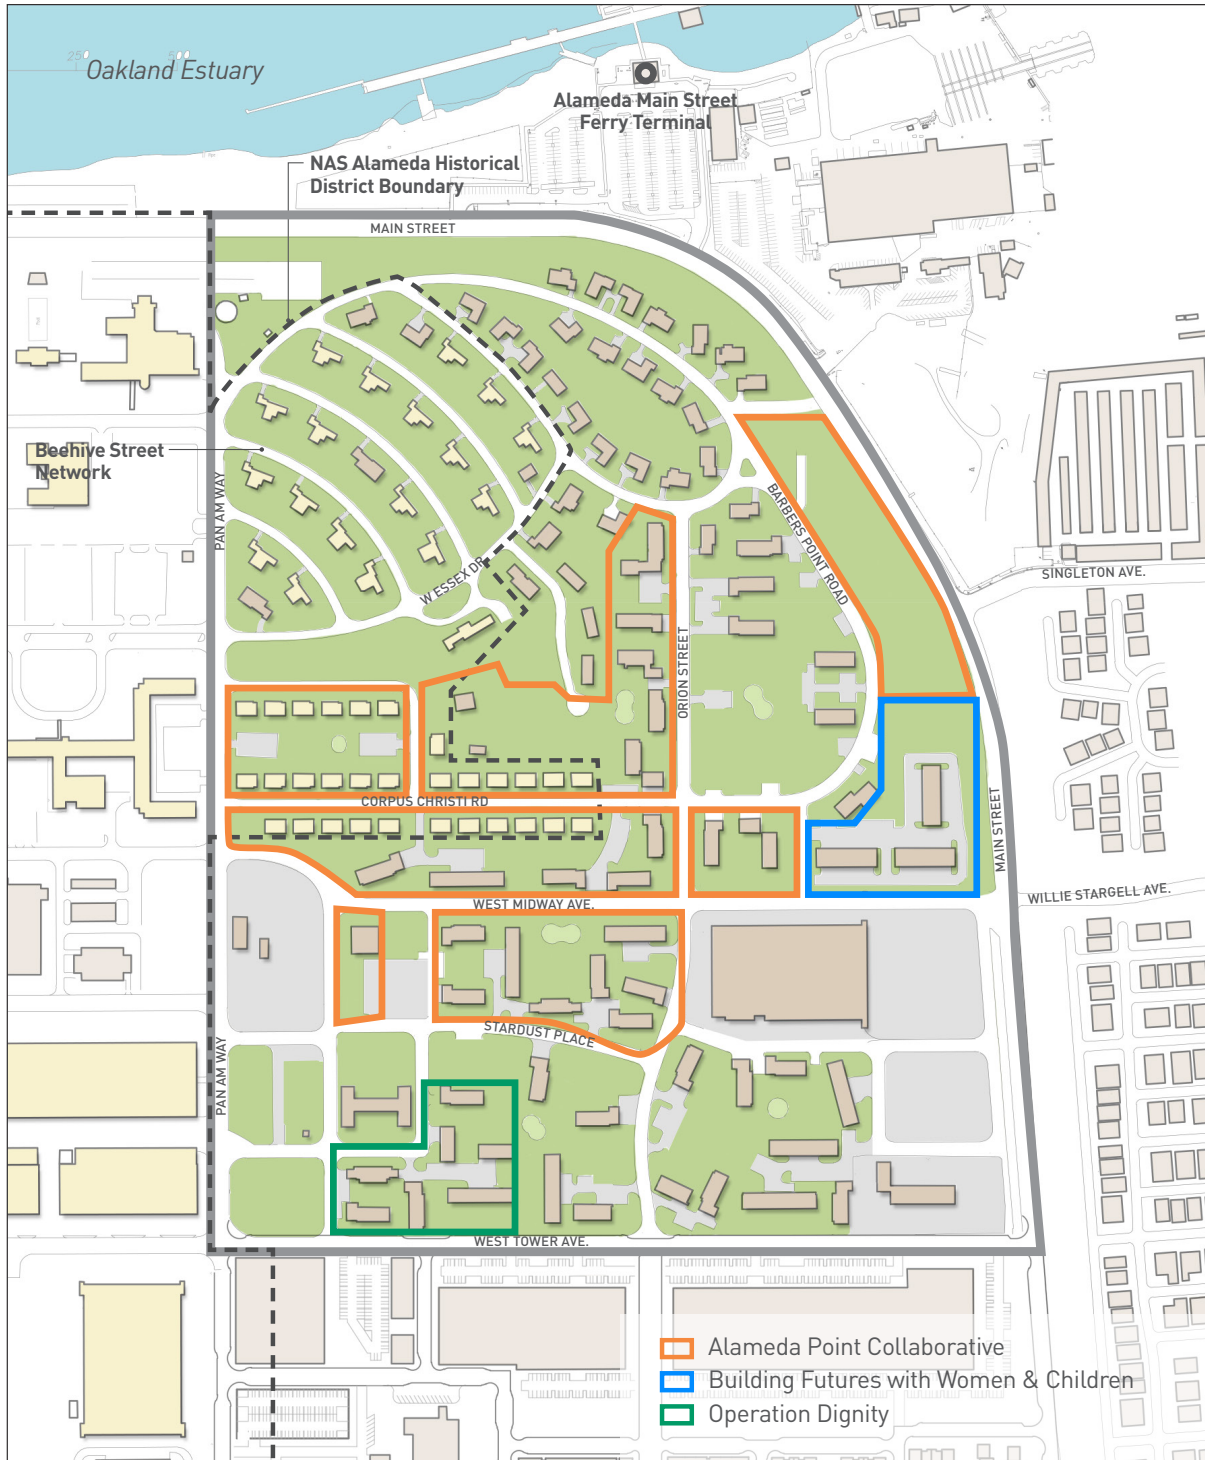 25'
500
Oakland Estuary
Alameda Main Street
Ferry Terminal
NAS Alameda Historical
District Boundary
MAIN STREET
2
Beehive Street
Network
PAN AM WAY
BARBERS POINT ROAD
W ESSEX DR
SINGLETON AVE.
ORION STREET
CORPUS CHRISTI RD
MAIN STREET
WILLIE STARGELL AVE.
WEST MIDWAY AVE.
STARDUST PLACE
PAN AM WAY
WEST TOWER AVE.
Alameda Point Collaborative
Building Futures with Women & Children
Operation Dignity